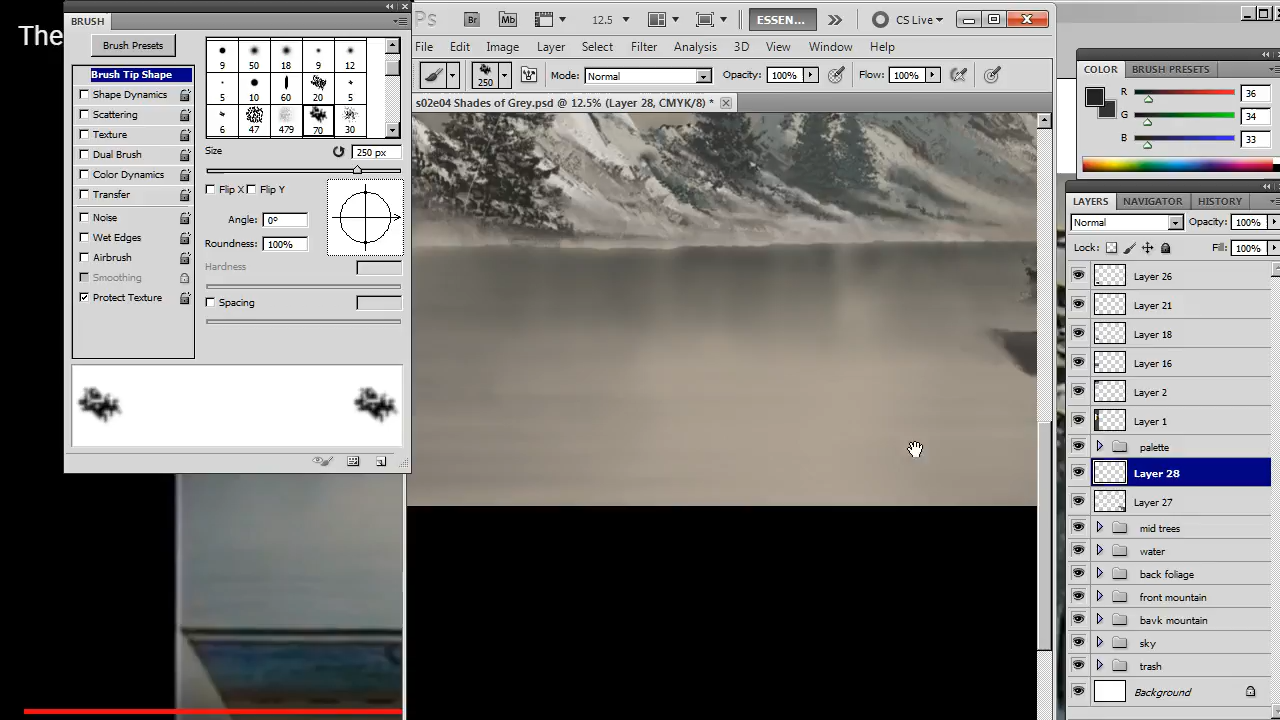 The
BRUSH
Brush Presets
Brush Tip Shape
Shape Dynamics
Scattering
Texture
Dual Brush
Color Dynamics
Transfer
Noise
Wet Edges
Airbrush
Smoothing
Protect Texture
9 50 18 9 12
5 10 60 20 5
6 47 479 70 30
Size 250 px
Flip X Flip Y
Angle: 0°
Roundness: 100%
Hardness
Spacing
Ps Br Mb 12.5 ESSEN... CS Live
File Edit Image Layer Select Filter Analysis 3D View Window Help
250 Mode: Normal Opacity: 100% Flow: 100%
s02e04 Shades of Grey.psd @ 12.5% (Layer 28, CMYK/8) *
COLOR BRUSH PRESETS
R 36
G 34
B 33
LAYERS NAVIGATOR HISTORY
Normal Opacity: 100%
Lock: Fill: 100%
Layer 26
Layer 21
Layer 18
Layer 16
Layer 2
Layer 1
palette
Layer 28
Layer 27
mid trees
water
back foliage
front mountain
bavk mountain
sky
trash
Background